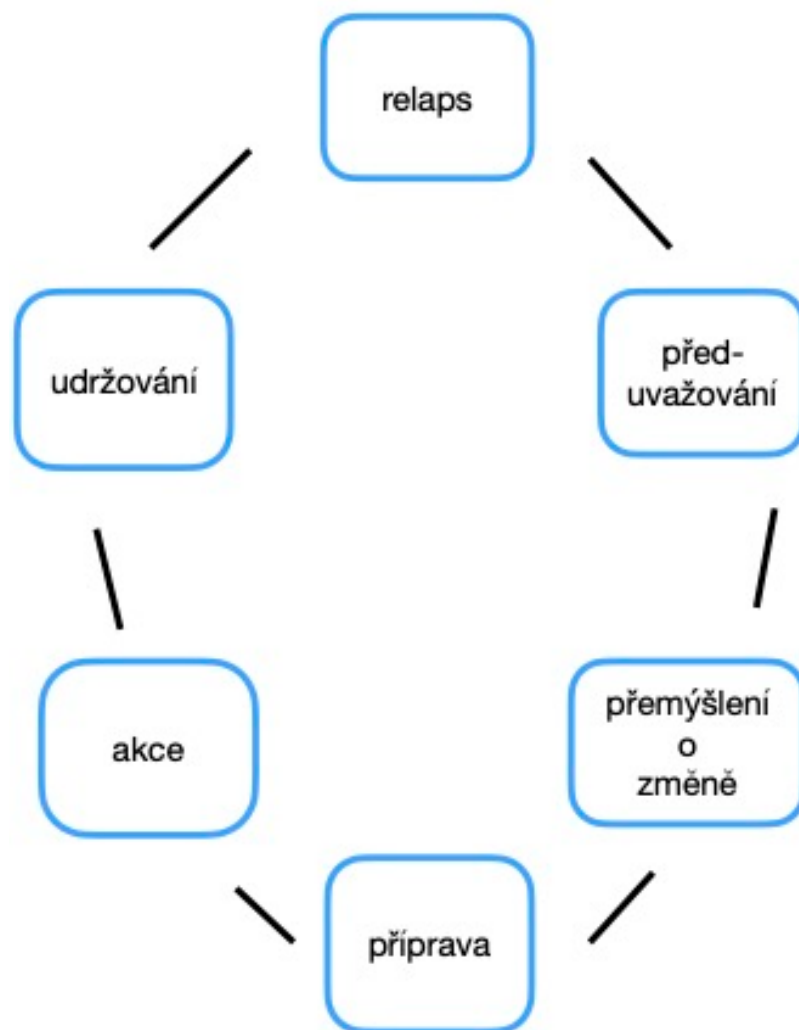 relaps
před-
uvažování
přemýšlení
o
změně
příprava
akce
udržování